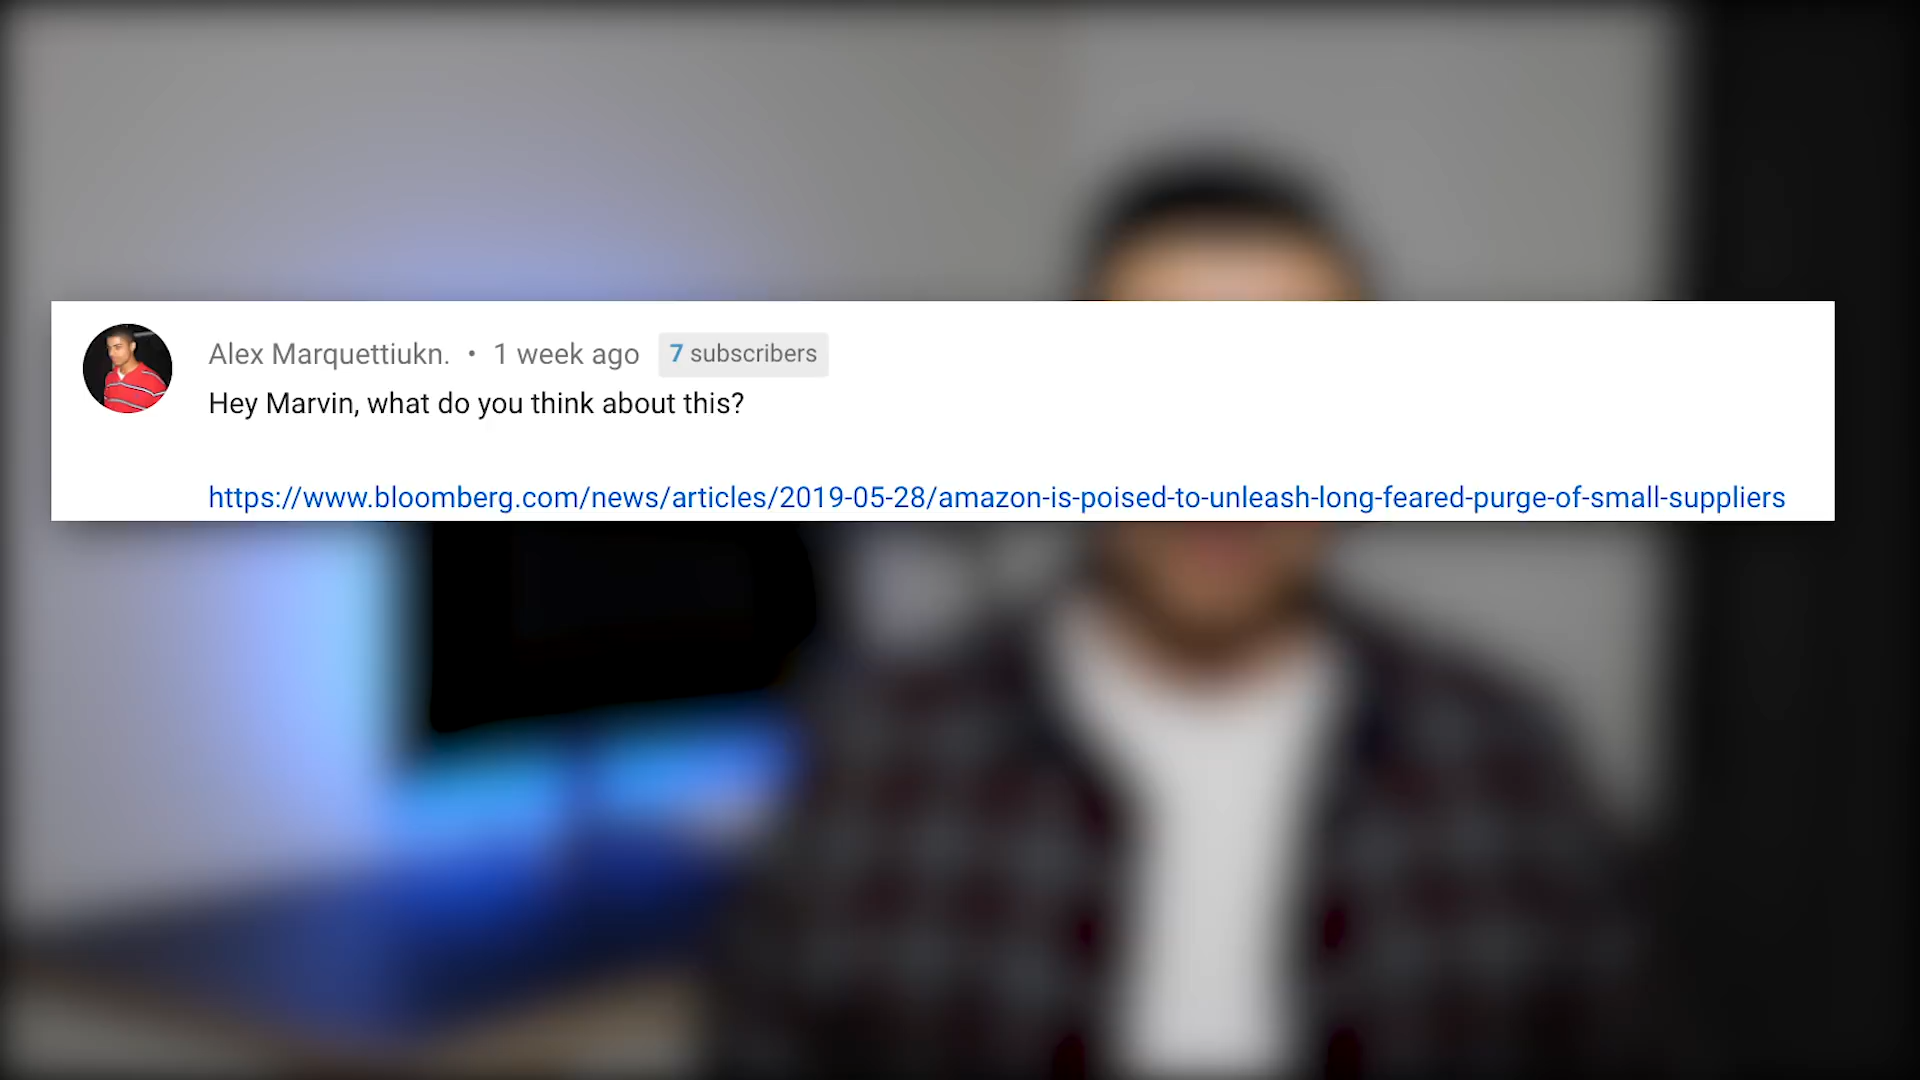 Alex Marquettiukn. • 1 week ago 7 subscribers
Hey Marvin, what do you think about this?
https://www.bloomberg.com/news/articles/2019-05-28/amazon-is-poised-to-unleash-long-feared-purge-of-small-suppliers